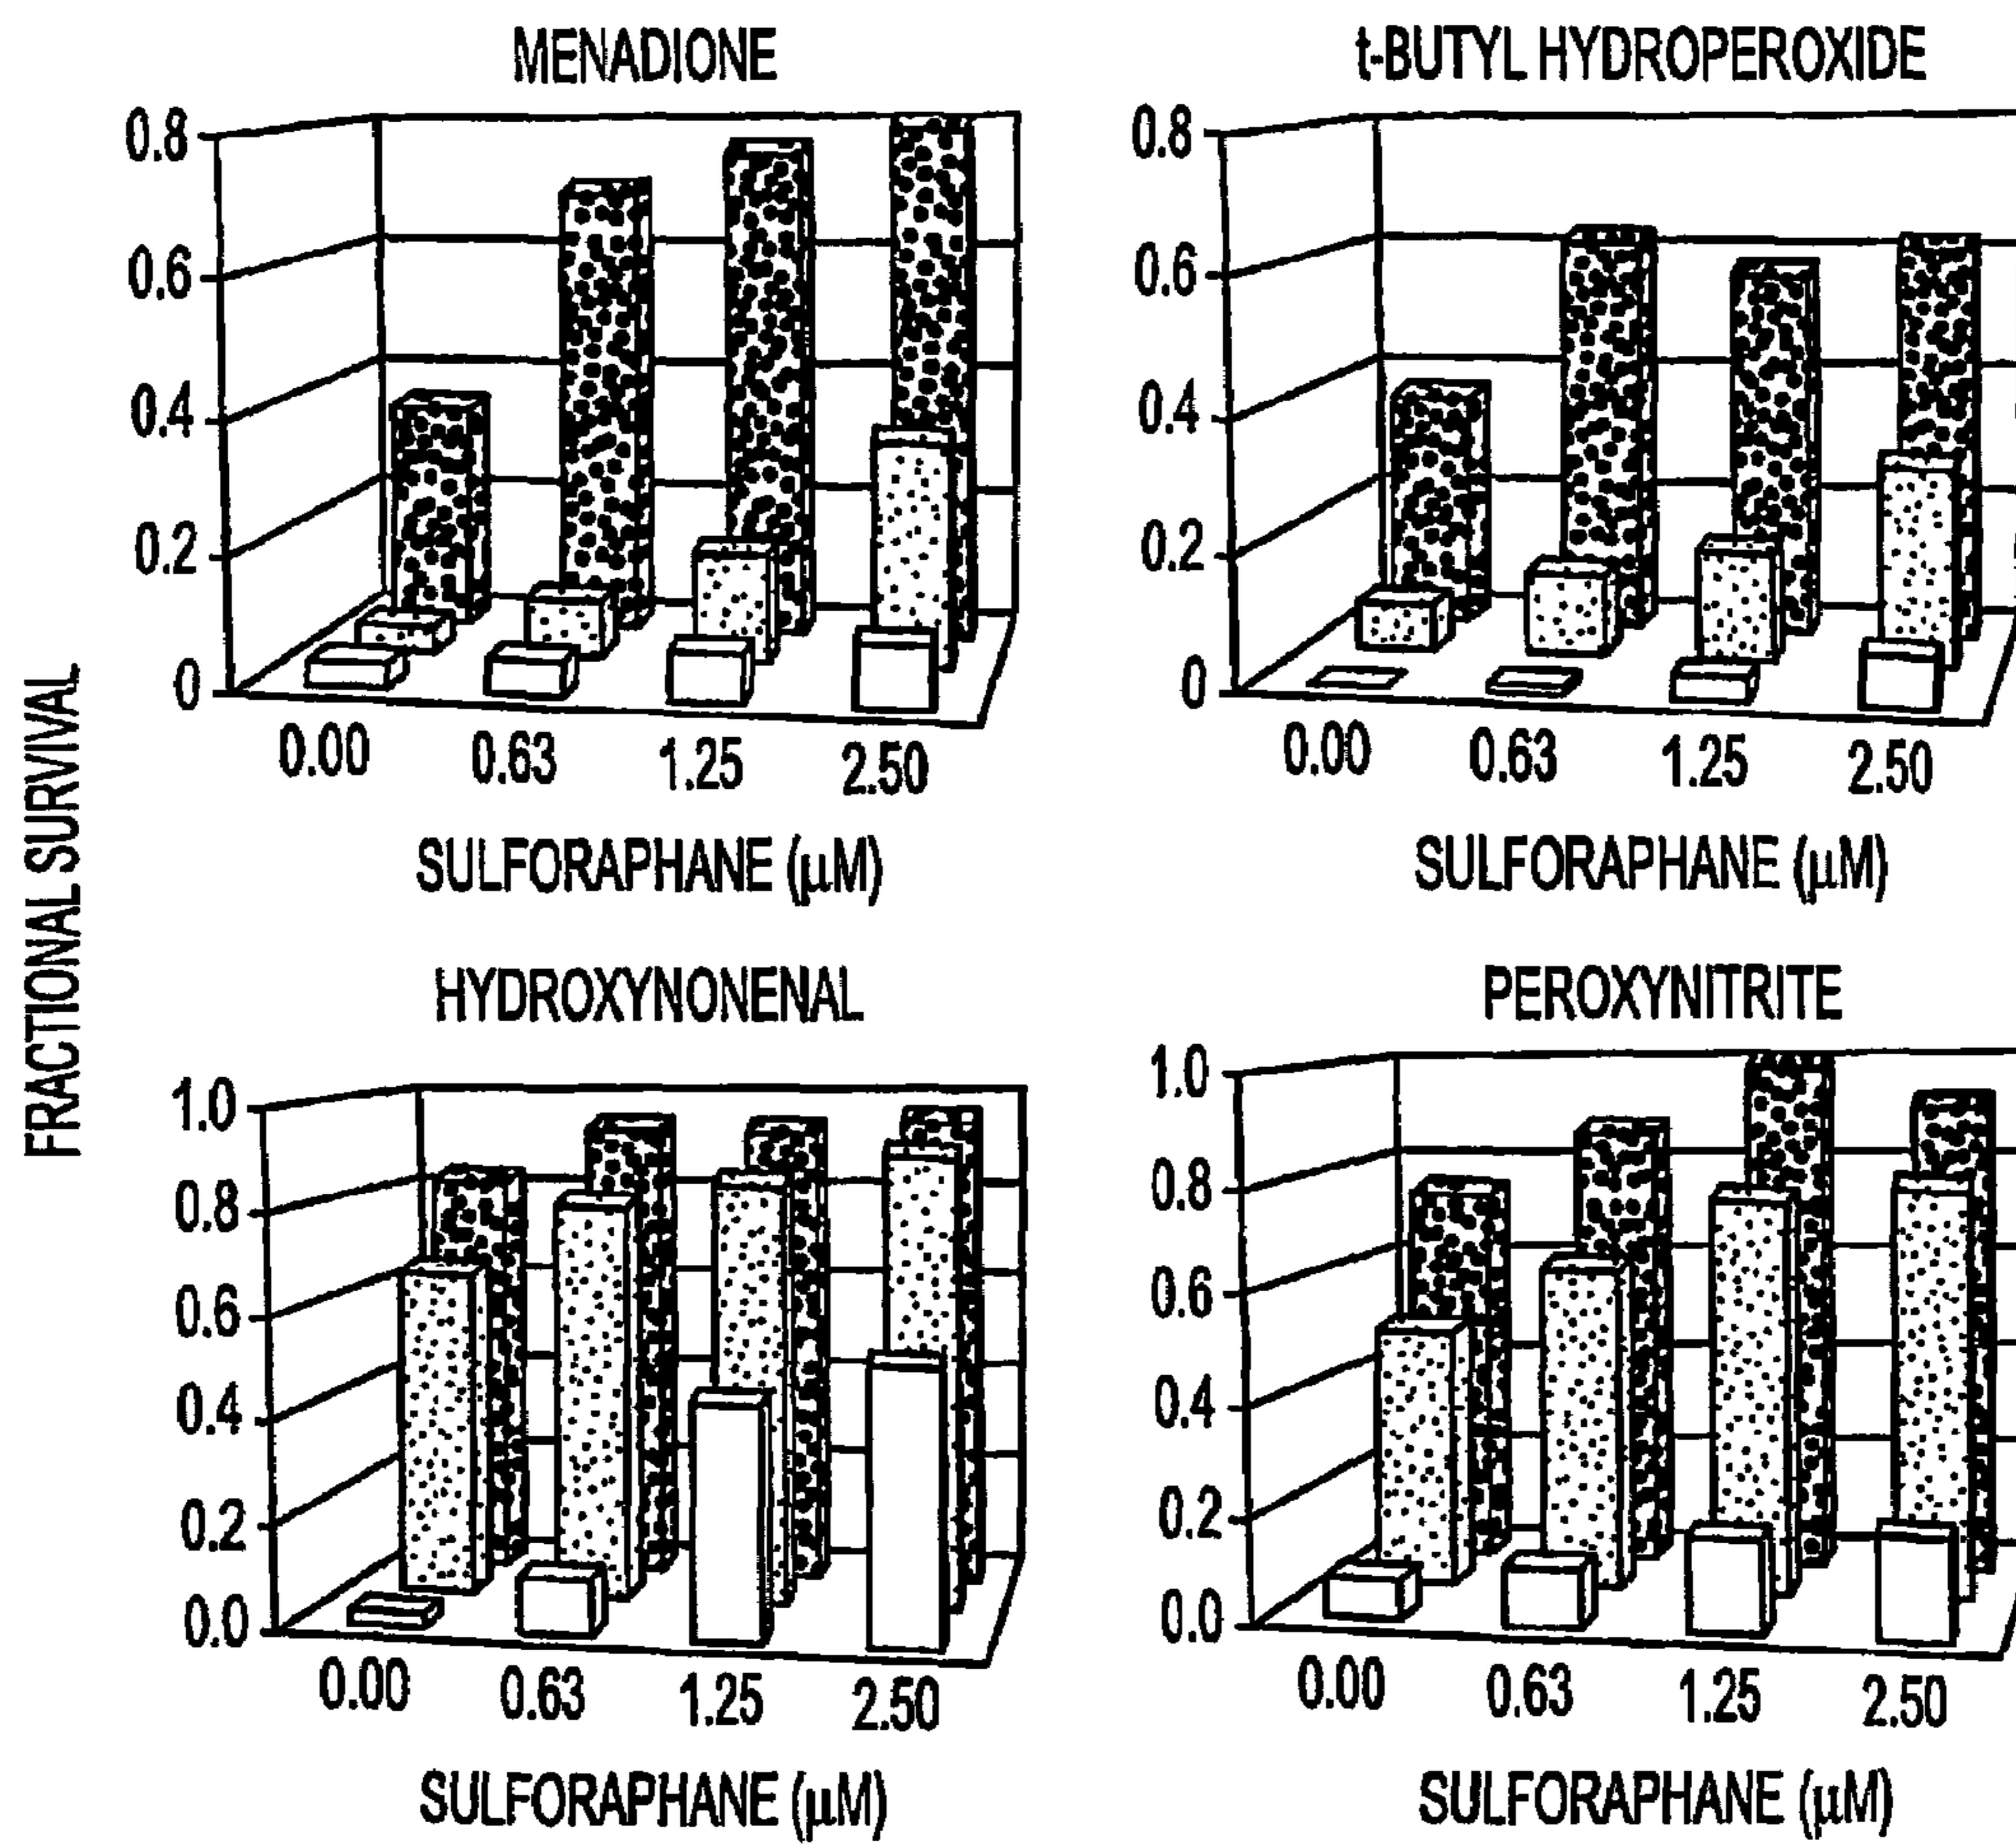 FRACTIONAL SURVIVAL
MENADIONE
0.8
0.6
0.4
0.2
0
0.00 0.63 1.25 2.50
SULFORAPHANE (μM)
t-BUTYL HYDROPEROXIDE
0.8
0.6
0.4
0.2
0
0.00 0.63 1.25 2.50
SULFORAPHANE (μM)
HYDROXYNONENAL
1.0
0.8
0.6
0.4
0.2
0.0
0.00 0.63 1.25 2.50
SULFORAPHANE (μM)
PEROXYNITRITE
1.0
0.8
0.6
0.4
0.2
0.0
0.00 0.63 1.25 2.50
SULFORAPHANE (μM)